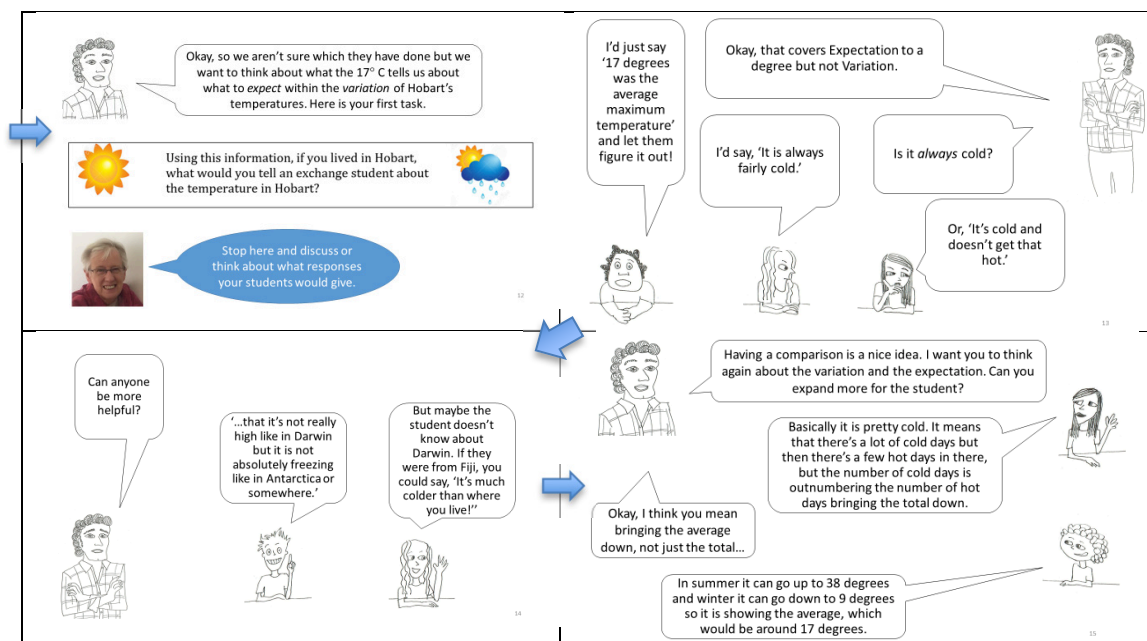 Okay, so we aren't sure which they have done but we
want to think about what the 17° C tells us about
what to expect within the variation of Hobart's
temperatures. Here is your first task.
Using this information, if you lived in Hobart,
what would you tell an exchange student about
the temperature in Hobart?
Stop here and discuss or
think about what responses
your students would give.
12
I'd just say
'17 degrees
was the
average
maximum
temperature'
and let them
figure it out!
Okay, that covers Expectation to a
degree but not Variation.
I'd say, 'It is always
fairly cold.'
Is it always cold?
Or, 'It's cold and
doesn't get that
hot.'
13
Can anyone
be more
helpful?
'…that it's not really
high like in Darwin
but it is not
absolutely freezing
like in Antarctica or
somewhere.'
But maybe the
student doesn't
know about
Darwin. If they
were from Fiji, you
could say, 'It's much
colder than where
you live!''
14
Having a comparison is a nice idea. I want you to think
again about the variation and the expectation. Can you
expand more for the student?
Basically it is pretty cold. It means
that there's a lot of cold days but
then there's a few hot days in there,
but the number of cold days is
outnumbering the number of hot
days bringing the total down.
Okay, I think you mean
bringing the average
down, not just the total…
In summer it can go up to 38 degrees
and winter it can go down to 9 degrees
so it is showing the average, which
would be around 17 degrees.
15